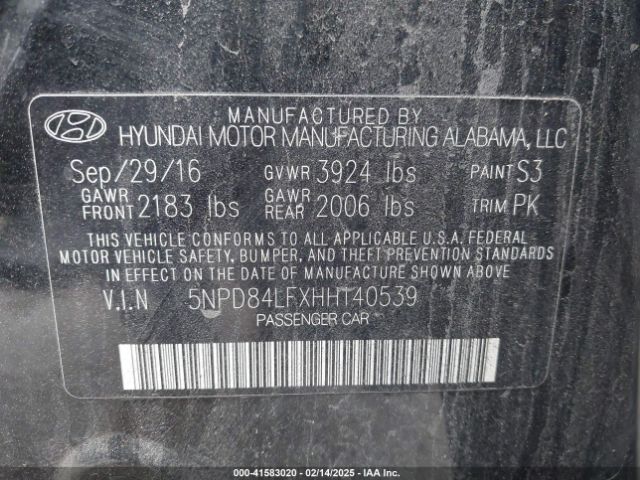 MANUFACTURED BY
HYUNDAI MOTOR MANUFACTURING ALABAMA, LLC
Sep/29/16 GVWR 3924 lbs PAINT S3
GAWR FRONT 2183 lbs GAWR REAR 2006 lbs TRIM PK
THIS VEHICLE CONFORMS TO ALL APPLICABLE U.S.A. FEDERAL
MOTOR VEHICLE SAFETY, BUMPER, AND THEFT PREVENTION STANDARDS
IN EFFECT ON THE DATE OF MANUFACTURE SHOWN ABOVE.
V.I.N 5NPD84LFXHH140539
PASSENGER CAR
000-41583020 - 02/14/2025 - IAA Inc.